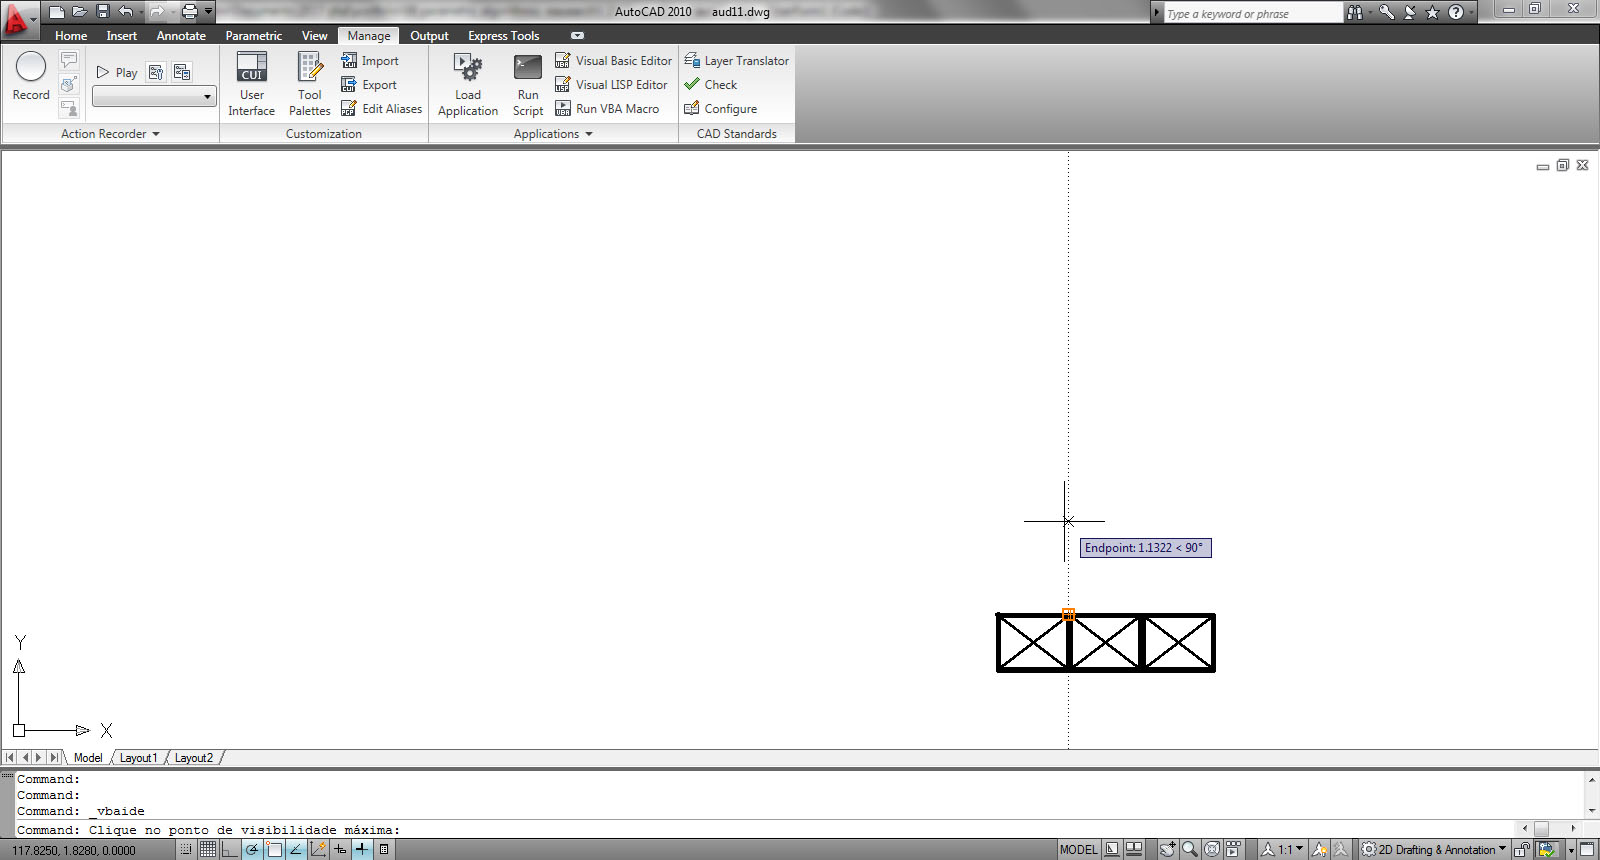 AutoCAD 2010 aud11.dwg
Type a keyword or phrase
Home Insert Annotate Parametric View Manage Output Express Tools
Record
Play
Action Recorder
CUI
User Interface
Tool Palettes
Import
Export
Edit Aliases
Customization
Load Application
Run Script
Visual Basic Editor
Visual LISP Editor
Run VBA Macro
Applications
Layer Translator
Check
Configure
CAD Standards
Endpoint: 1.1322 < 90°
Y
X
Model Layout1 Layout2
Command:
Command:
Command: _vbaide
Command: Clique no ponto de visibilidade máxima:
117.8250, 1.8280, 0.0000 MODEL 1:1 2D Drafting & Annotation